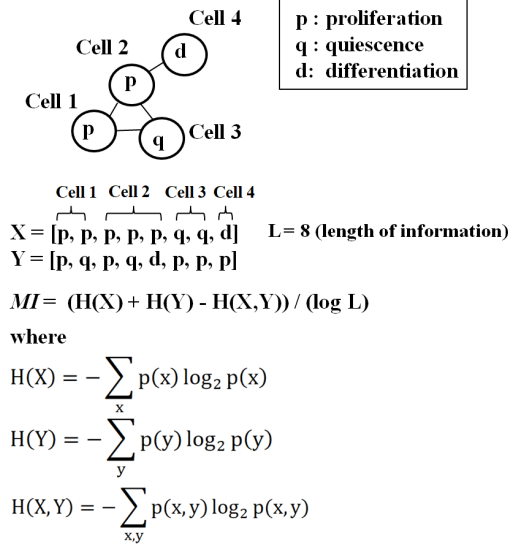 Cell 4
p : proliferation
q : quiescence
d: differentiation
Cell 2
d
p
Cell 1
p
q
Cell 3
Cell 1 Cell 2 Cell 3 Cell 4
X = [p, p, p, p, p, q, q, d] L= 8 (length of information)
Y = [p, q, p, q, d, p, p, p]
MI = (H(X) + H(Y) - H(X,Y)) / (log L)
where
H(X) = − ∑ₓ p(x) log₂ p(x)
H(Y) = − ∑ᵧ p(y) log₂ p(y)
H(X, Y) = − ∑ x,y p(x, y) log₂ p(x, y)